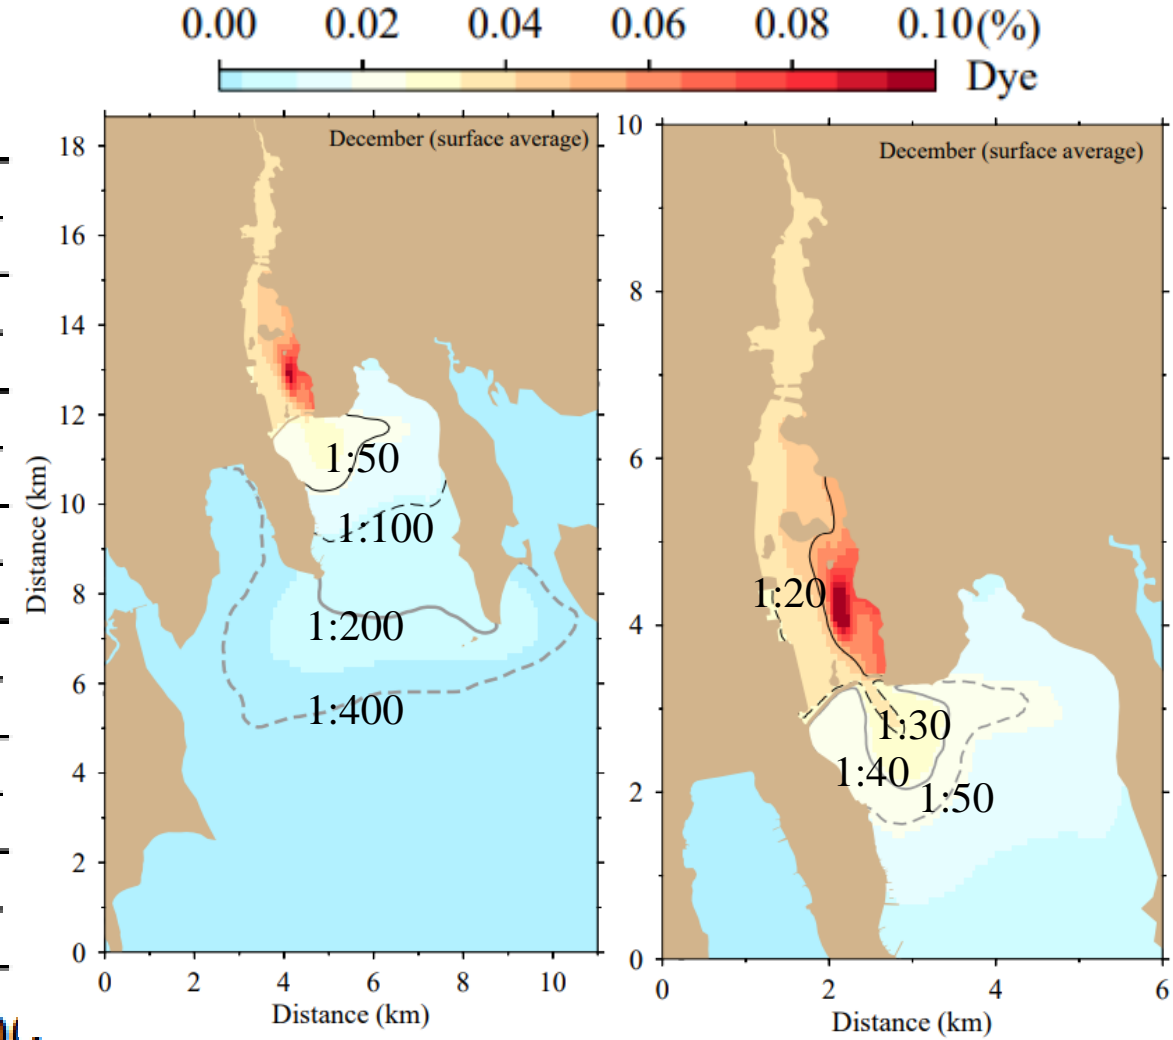 0.00 0.02 0.04 0.06 0.08 0.10(%)
Dye
December (surface average)
18
16
14
12
10
8
6
4
2
0
Distance (km)
1:50
1:100
1:200
1:400
0 2 4 6 8 10
Distance (km)
December (surface average)
10
8
6
4
2
0
1:20
1:30
1:40
1:50
0 2 4 6
Distance (km)